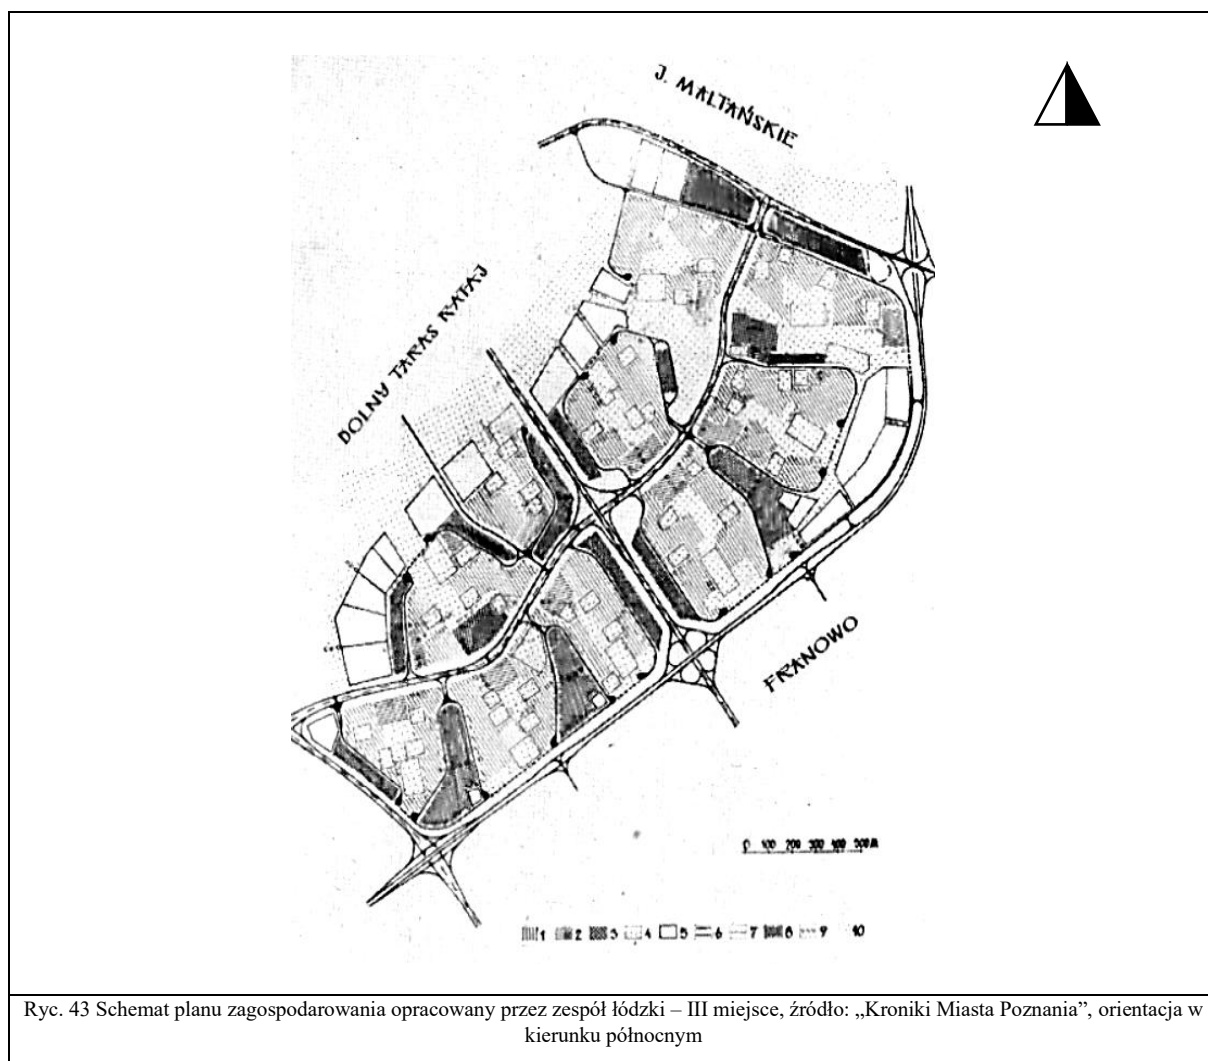 J. MALTAŃSKIE
DOLNY TARAS RATAJ
FRANOWO
0 100 200 300 400 500 M
1 2 3 4 5 6 7 8 9 10
Ryc. 43 Schemat planu zagospodarowania opracowany przez zespół łódzki – III miejsce, źródło: „Kroniki Miasta Poznania”, orientacja w
kierunku północnym